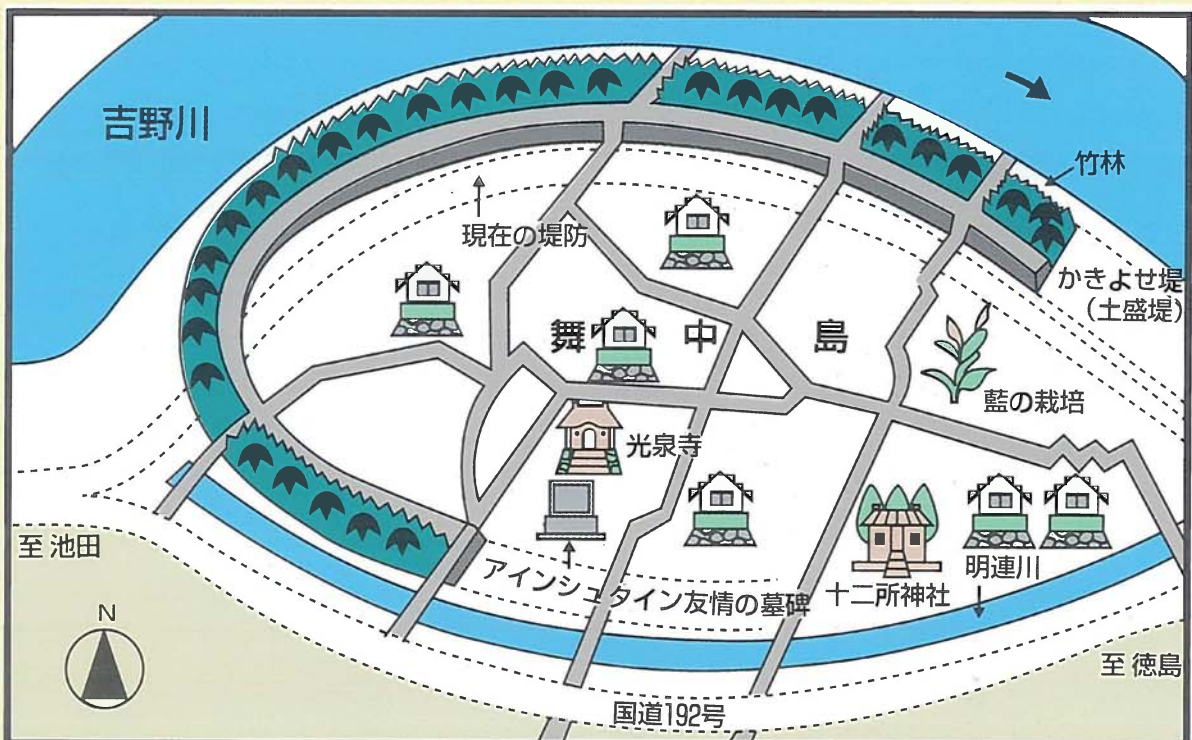 吉野川
竹林
現在の堤防
かきよせ堤
（土盛堤）
舞中島
藍の栽培
光泉寺
至 池田
アインシュタイン友情の墓碑
十二所神社
明連川
N
至 徳島
国道192号